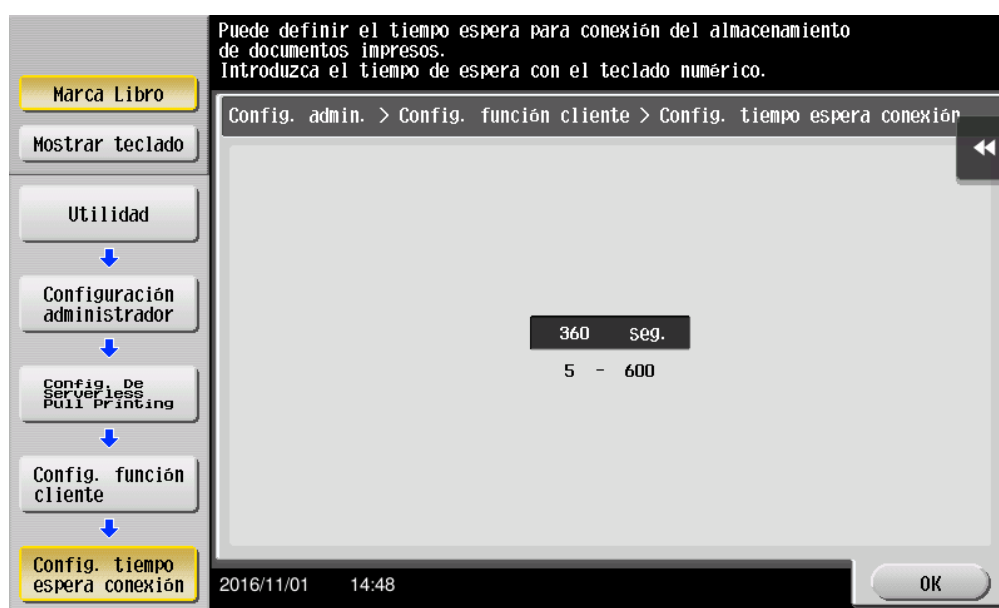 Puede definir el tiempo espera para conexión del almacenamiento
de documentos impresos.
Introduzca el tiempo de espera con el teclado numérico.
Marca Libro
Mostrar teclado
Utilidad
Configuración
administrador
Config. De
Serverless
Pull Printing
Config. función
cliente
Config. tiempo
espera conexión
Config. admin. > Config. función cliente > Config. tiempo espera conexión
360 seg.
5 - 600
2016/11/01 14:48
OK